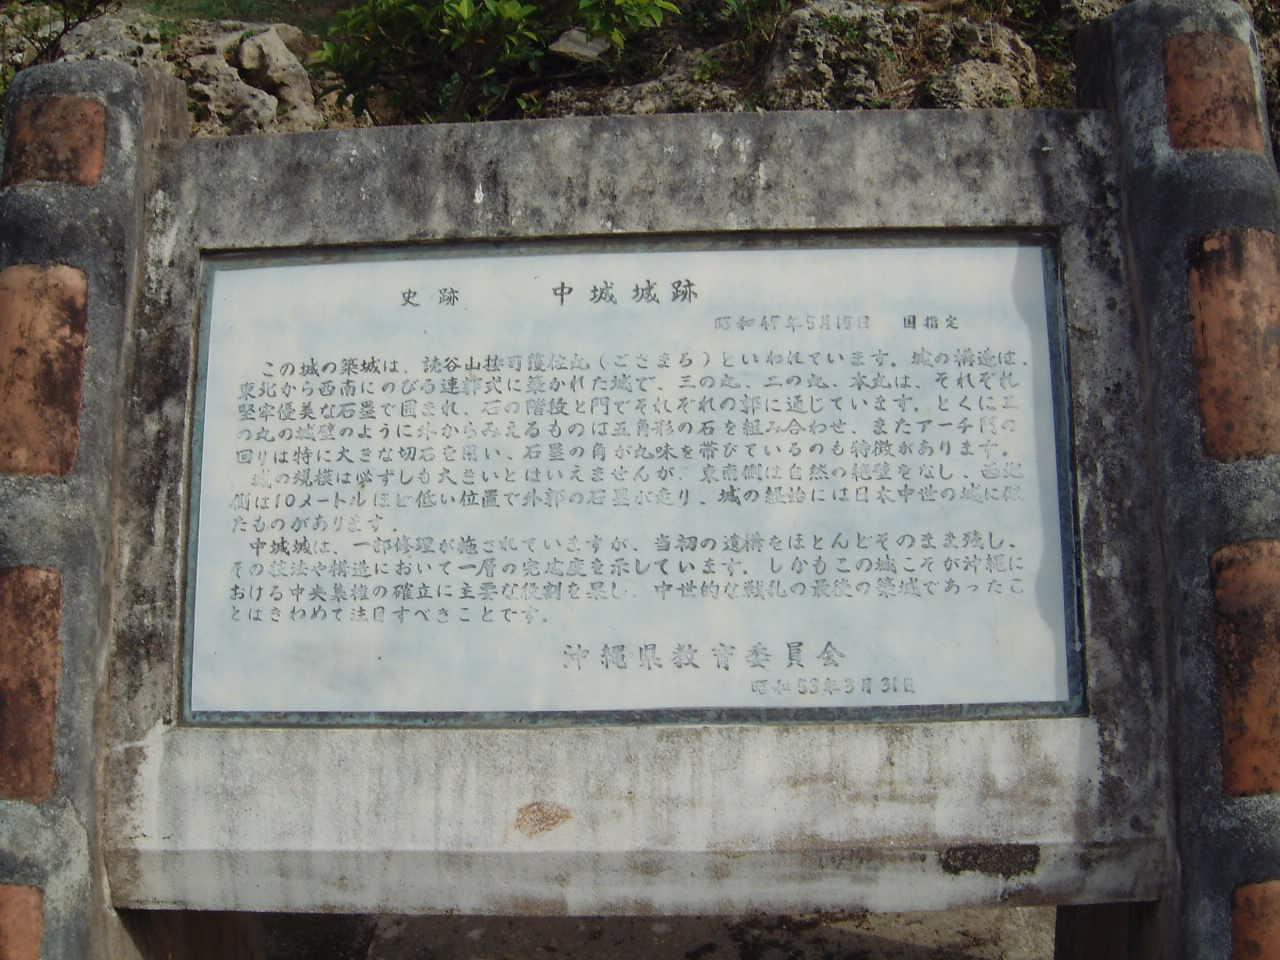 史跡 中城城跡
昭和47年5月15日 国指定
この城の築城は、読谷山按司護佐丸(ごさまる)といわれています。城の構造は、
東北から西南にのびる連郭式に築かれた城で、三の丸、二の丸、本丸は、それぞれ
堅牢優美な石塁で囲まれ、石の階段と門でそれぞれの郭に通じています。とくに三
の丸の城壁のように外からみえるものは五角形の石を組み合わせ、またアーチ門の
回りは特に大きな切石を用い、石塁の角が丸味を帯びているのも特徴があります。
城の規模は必ずしも大きいとはいえませんが、東南側は自然の絶壁をなし、西北
側は10メートルほど低い位置で外郭の石塁が走り、城の経始には日本中世の城に似
たものがあります。
中城城は、一部修理が施されていますが、当初の遺構をほとんどそのまま残し、
その技法や構造において一層の完成度を示しています。しかもこの城こそが沖縄に
おける中央集権の確立に主要な役割を果し、中世的な戦乱の最後の築城であったこ
とはきわめて注目すべきことです。
沖縄県教育委員会
昭和53年3月31日